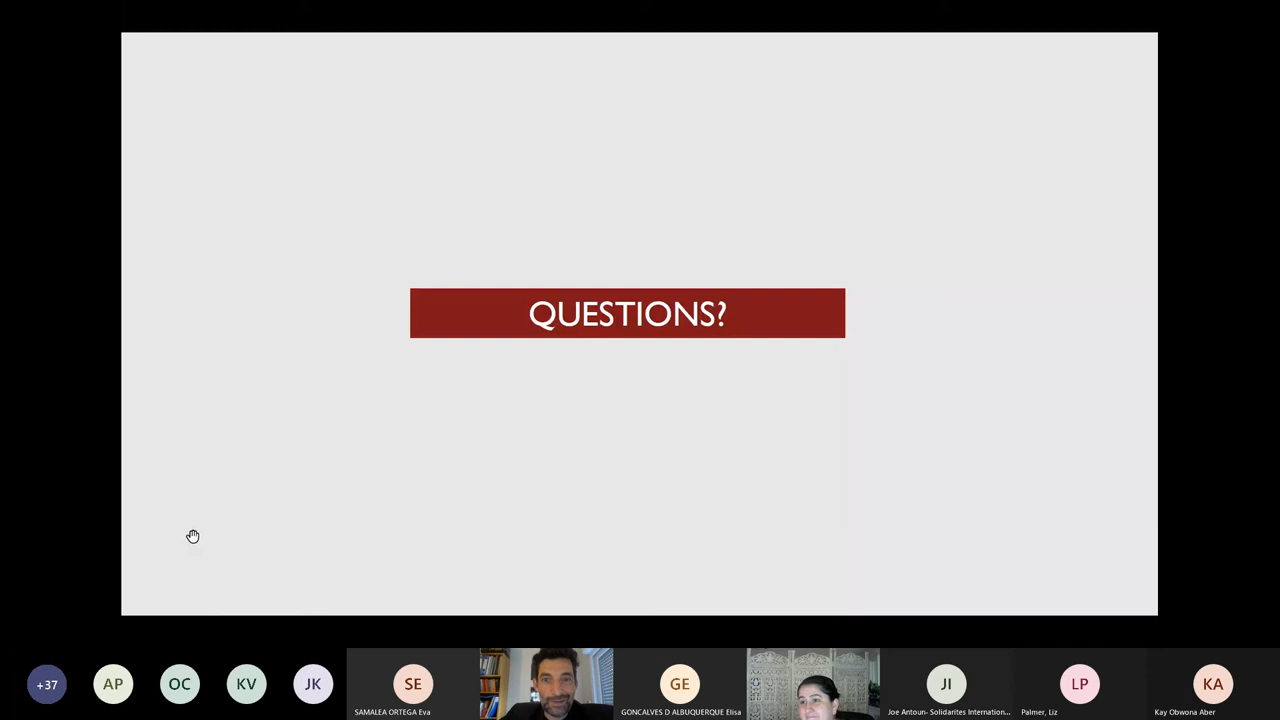 QUESTIONS?
+37
AP
OC
KV
JK
SE
SAMALEA ORTEGA Eva
GE
GONCALVES D ALBUQUERQUE Elisa
JI
Joe Antoun- Solidarites Internation...
LP
Palmer, Liz
KA
Kay Obwona Aber